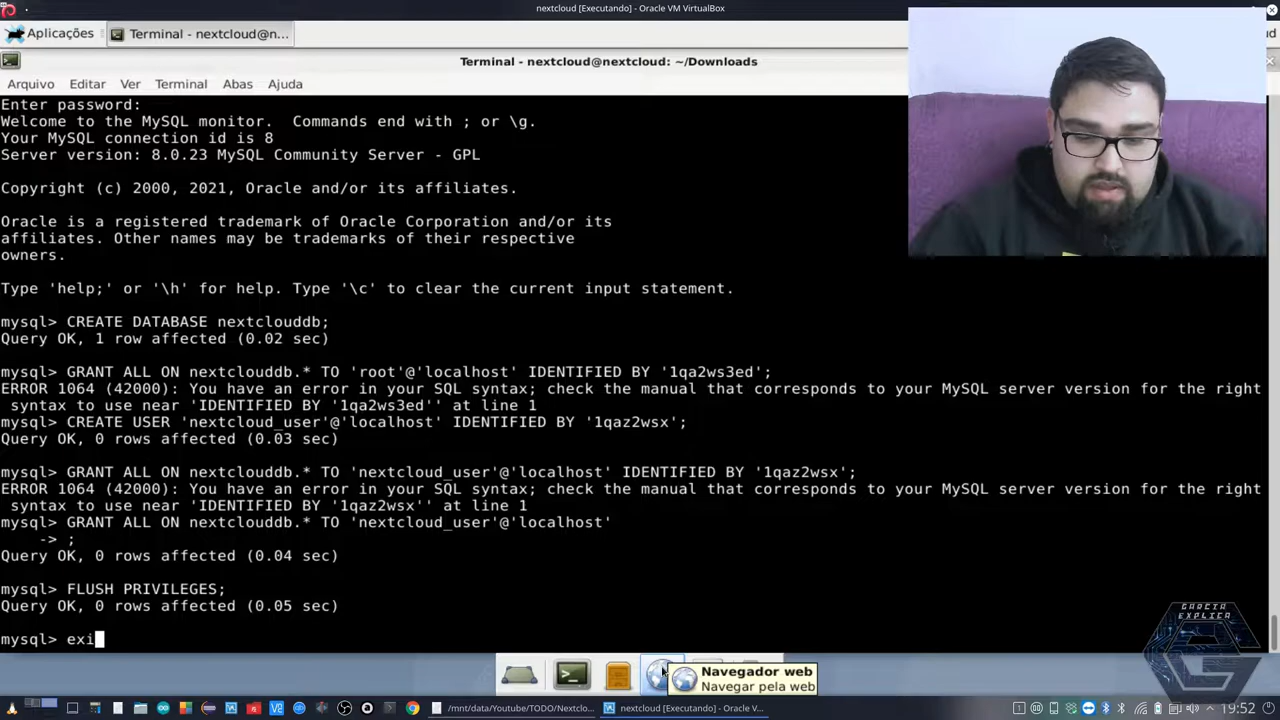 nextcloud [Executando] - Oracle VM VirtualBox
Aplicações
Terminal - nextcloud@n...
Terminal - nextcloud@nextcloud: ~/Downloads
Arquivo Editar Ver Terminal Abas Ajuda
Enter password:
Welcome to the MySQL monitor.  Commands end with ; or \g.
Your MySQL connection id is 8
Server version: 8.0.23 MySQL Community Server - GPL
Copyright (c) 2000, 2021, Oracle and/or its affiliates.
Oracle is a registered trademark of Oracle Corporation and/or its
affiliates. Other names may be trademarks of their respective
owners.
Type 'help;' or '\h' for help. Type '\c' to clear the current input statement.
mysql> CREATE DATABASE nextclouddb;
Query OK, 1 row affected (0.02 sec)
mysql> GRANT ALL ON nextclouddb.* TO 'root'@'localhost' IDENTIFIED BY '1qa2ws3ed';
ERROR 1064 (42000): You have an error in your SQL syntax; check the manual that corresponds to your MySQL server version for the right
syntax to use near 'IDENTIFIED BY '1qa2ws3ed'' at line 1
mysql> CREATE USER 'nextcloud_user'@'localhost' IDENTIFIED BY '1qaz2wsx';
Query OK, 0 rows affected (0.03 sec)
mysql> GRANT ALL ON nextclouddb.* TO 'nextcloud_user'@'localhost' IDENTIFIED BY '1qaz2wsx';
ERROR 1064 (42000): You have an error in your SQL syntax; check the manual that corresponds to your MySQL server version for the right
syntax to use near 'IDENTIFIED BY '1qaz2wsx'' at line 1
mysql> GRANT ALL ON nextclouddb.* TO 'nextcloud_user'@'localhost'
-> ;
Query OK, 0 rows affected (0.04 sec)
mysql> FLUSH PRIVILEGES;
Query OK, 0 rows affected (0.05 sec)
mysql> exi
GARCIA
EXPLICA
Navegador web
Navegar pela web
/mnt/data/Youtube/TODO/Nextclo...
nextcloud [Executando] - Oracle V...
19:52